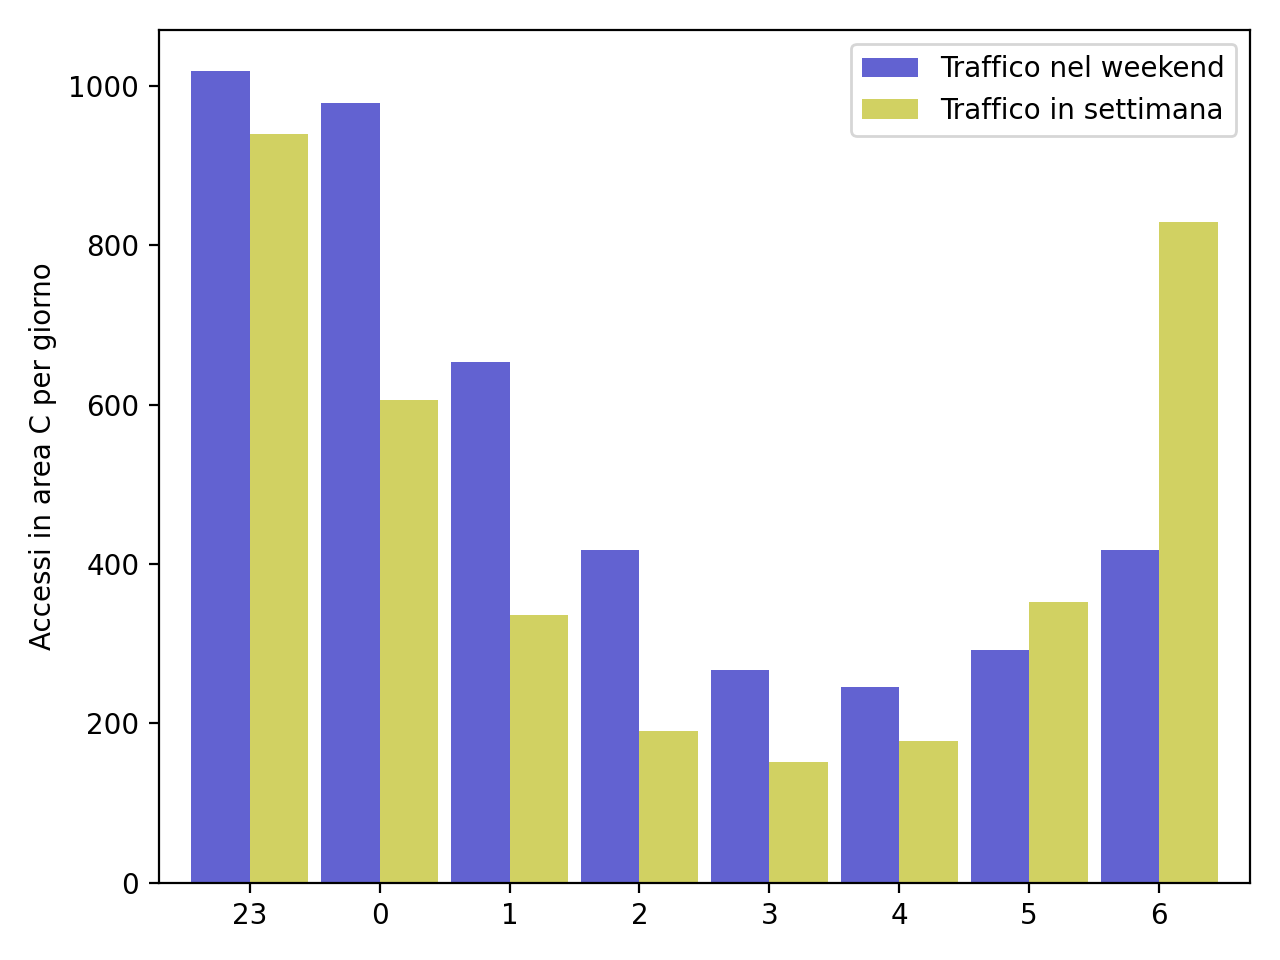 Traffico nel weekend
Traffico in settimana
Accessi in area C per giorno
1000
800
600
400
200
0
23 0 1 2 3 4 5 6